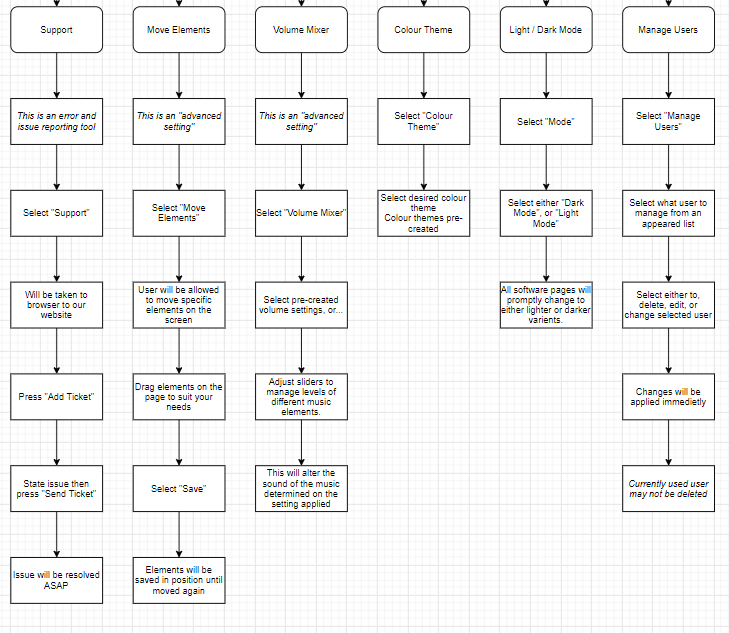 Support
This is an error and
issue reporting tool
Select "Support"
Will be taken to
browser to our
website
Press "Add Ticket"
State issue then
press "Send Ticket"
Issue will be resolved
ASAP
Move Elements
This is an "advanced
setting"
Select "Move
Elements"
User will be allowed
to move specific
elements on the
screen
Drag elements on the
page to suit your
needs
Select "Save"
Elements will be
saved in position until
moved again
Volume Mixer
This is an "advanced
setting"
Select "Volume Mixer"
Select pre-created
volume settings, or...
Adjust sliders to
manage levels of
different music
elements.
This will alter the
sound of the music
determined on the
setting applied
Colour Theme
Select "Colour
Theme"
Select desired colour
theme
Colour themes pre-
created
Light / Dark Mode
Select "Mode"
Select either "Dark
Mode", or "Light
Mode"
All software pages will
promptly change to
either lighter or darker
varients.
Manage Users
Select "Manage
Users"
Select what user to
manage from an
appeared list
Select either to,
delete, edit, or
change selected user
Changes will be
applied immedietly
Currently used user
may not be deleted